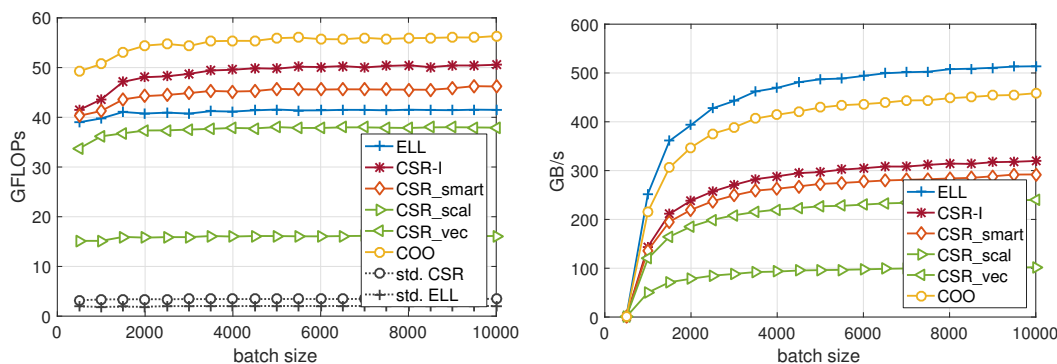 60
50
40
30
20
10
0
GFLOPs
0
2000
4000
6000
8000
10000
batch size
ELL
CSR-I
CSR_smart
CSR_scal
CSR_vec
COO
std. CSR
std. ELL
600
500
400
300
200
100
0
GB/s
0
2000
4000
6000
8000
10000
batch size
ELL
CSR-I
CSR_smart
CSR_scal
CSR_vec
COO